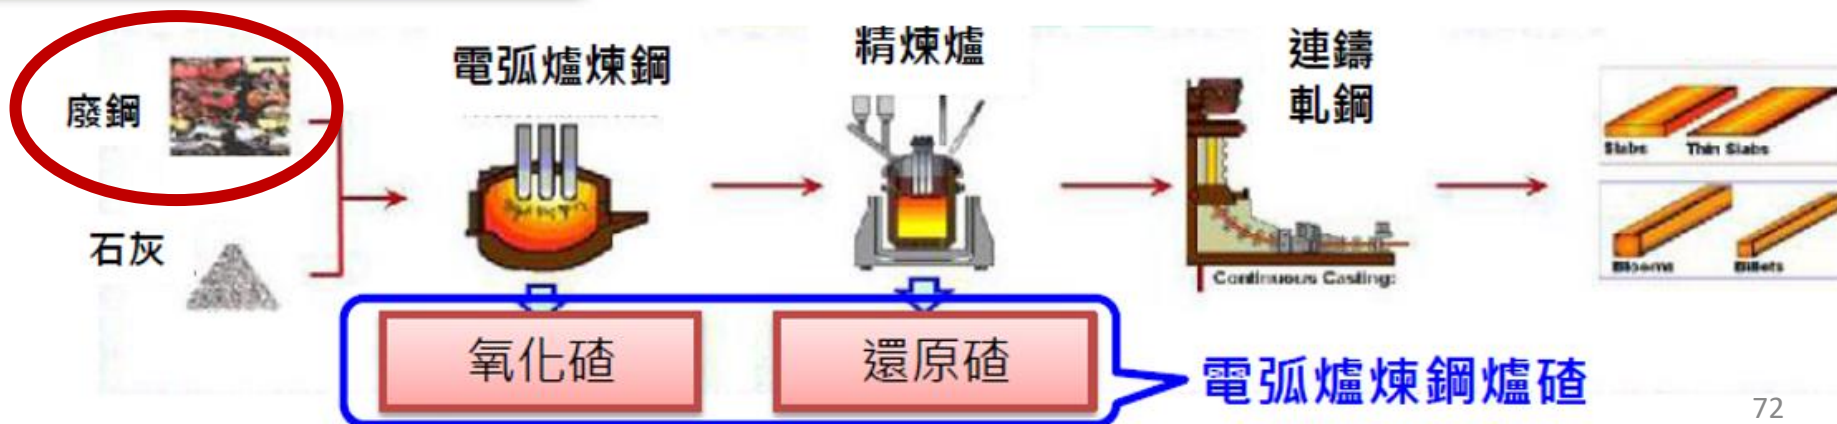 廢鋼
石灰
電弧爐煉鋼
精煉爐
連鑄
軋鋼
Continuous Casting:
Slabs
Thin Slabs
Blooms
Billets
氧化碴
還原碴
電弧爐煉鋼爐碴
72